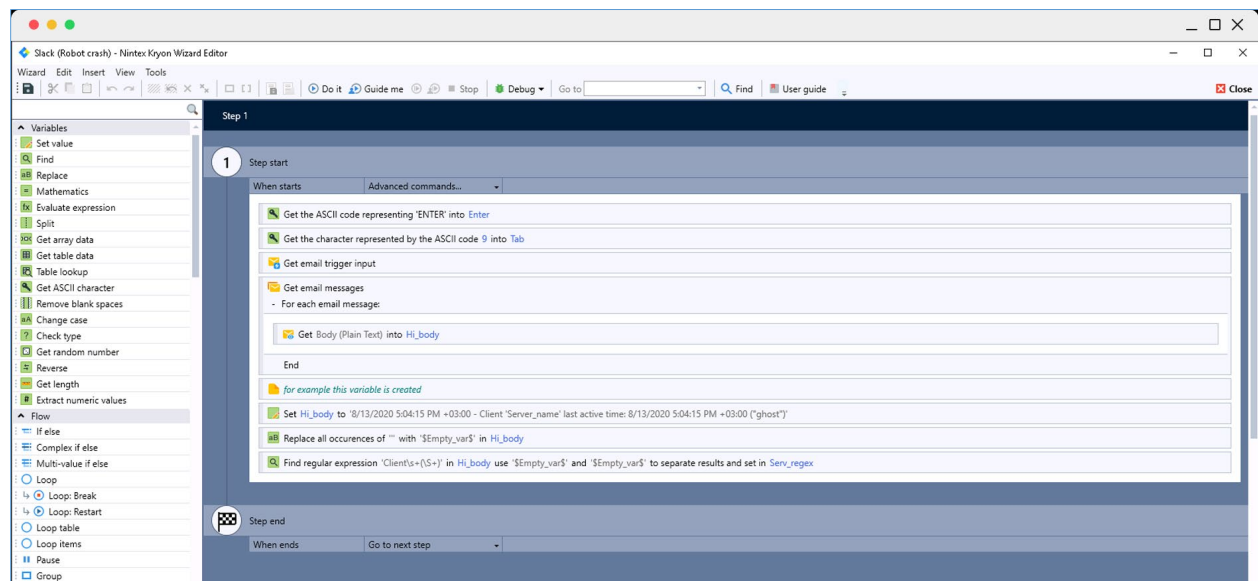 Slack (Robot crash) - Nintex Kryon Wizard Editor
Wizard Edit Insert View Tools
Do it Guide me Stop Debug Go to Find User guide Close
Variables
Set value
Find
Replace
Mathematics
Evaluate expression
Split
Get array data
Get table data
Table lookup
Get ASCII character
Remove blank spaces
Change case
Check type
Get random number
Reverse
Get length
Extract numeric values
Flow
If else
Complex if else
Multi-value if else
Loop
Loop: Break
Loop: Restart
Loop table
Loop items
Pause
Group
Step 1
1 Step start
When starts Advanced commands...
Get the ASCII code representing 'ENTER' into Enter
Get the character represented by the ASCII code 9 into Tab
Get email trigger input
Get email messages
- For each email message:
Get Body (Plain Text) into Hi_body
End
for example this variable is created
Set Hi_body to '8/13/2020 5:04:15 PM +03:00 - Client 'Server_name' last active time: 8/13/2020 5:04:15 PM +03:00 ("ghost")'
Replace all occurences of '"' with '$Empty_var$' in Hi_body
Find regular expression 'Client\s+(\S+)' in Hi_body use '$Empty_var$' and '$Empty_var$' to separate results and set in Serv_regex
Step end
When ends Go to next step